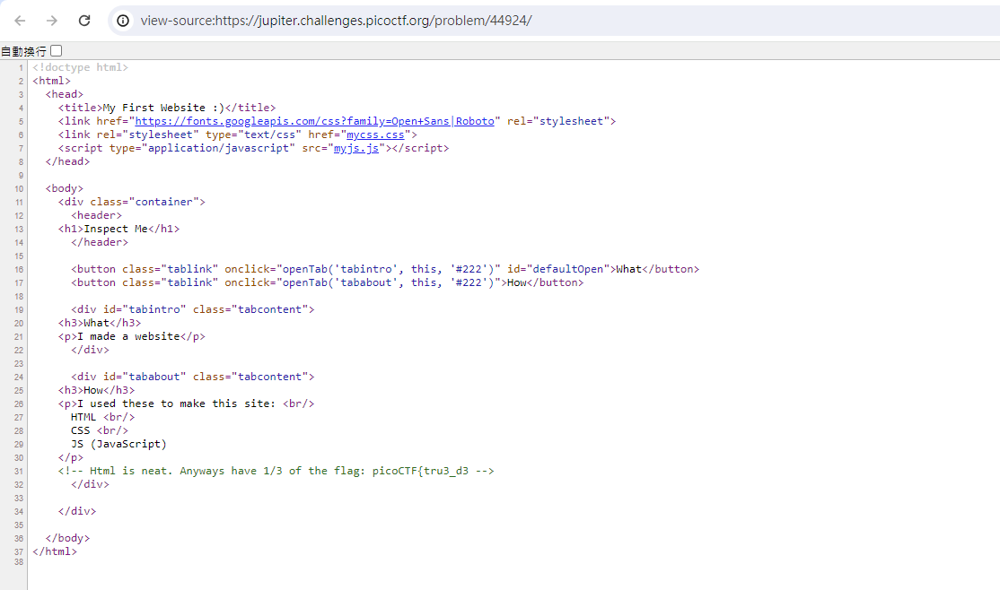 view-source:https://jupiter.challenges.picoctf.org/problem/44924/
自動換行
1 <!doctype html>
2 <html>
3 <head>
4 <title>My First Website :)</title>
5 <link href="https://fonts.googleapis.com/css?family=Open+Sans|Roboto" rel="stylesheet">
6 <link rel="stylesheet" type="text/css" href="mycss.css">
7 <script type="application/javascript" src="myjs.js"></script>
8 </head>
9
10 <body>
11 <div class="container">
12 <header>
13 <h1>Inspect Me</h1>
14 </header>
15
16 <button class="tablink" onclick="openTab('tabintro', this, '#222')" id="defaultOpen">What</button>
17 <button class="tablink" onclick="openTab('tababout', this, '#222')">How</button>
18
19 <div id="tabintro" class="tabcontent">
20 <h3>What</h3>
21 <p>I made a website</p>
22 </div>
23
24 <div id="tababout" class="tabcontent">
25 <h3>How</h3>
26 <p>I used these to make this site: <br/>
27 HTML <br/>
28 CSS <br/>
29 JS (JavaScript)
30 </p>
31 <!-- Html is neat. Anyways have 1/3 of the flag: picoCTF{tru3_d3 -->
32 </div>
33
34 </div>
35
36 </body>
37 </html>
38